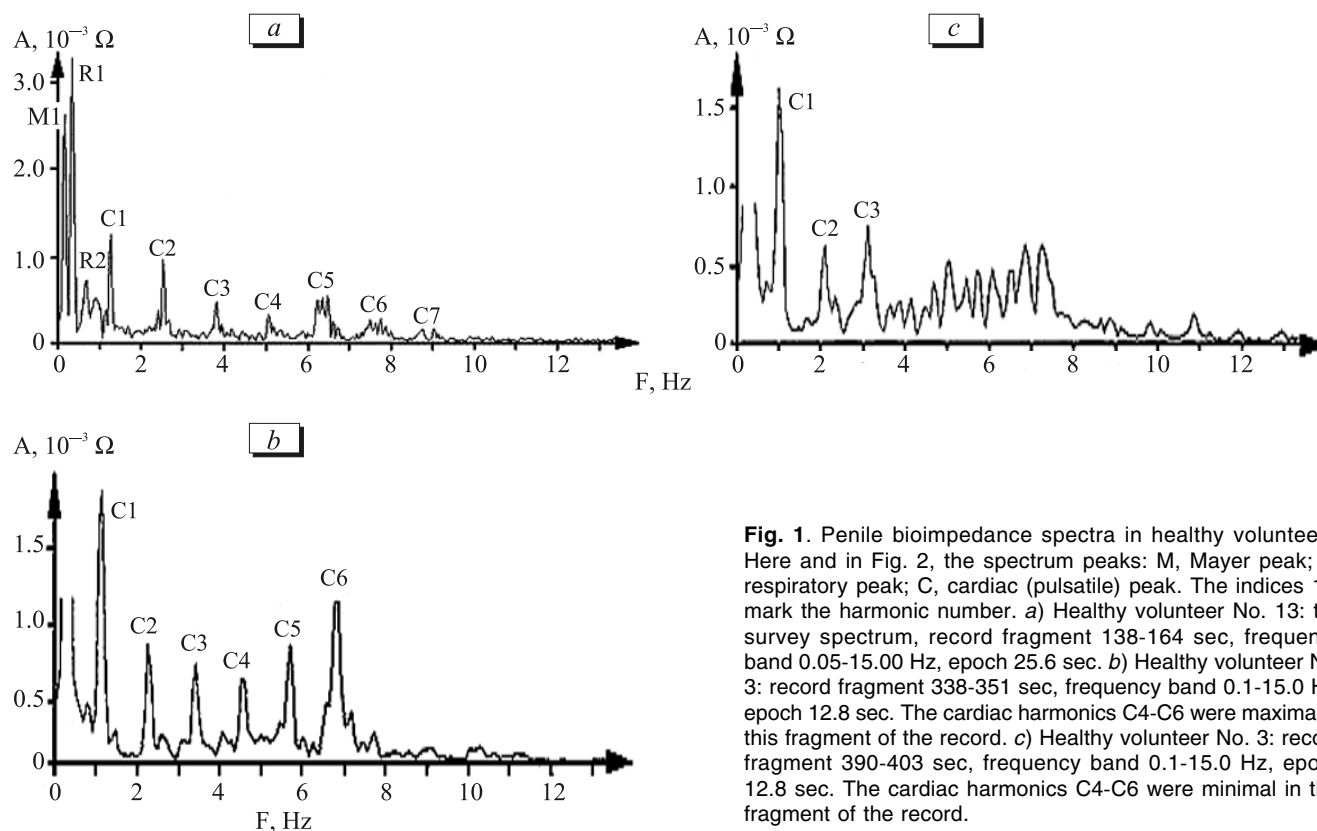 a
A, 10⁻³ Ω
3.0
R1
M1
2.0
C1
R2
C2
1.0
C3
C4
C5
C6
C7
0
0 2 4 6 8 10 12
F, Hz
c
A, 10⁻³ Ω
1.5
C1
1.0
C2
C3
0.5
0
0 2 4 6 8 10 12
b
A, 10⁻³ Ω
1.5
C1
1.0
C2
C3
C4
C5
C6
0.5
0
0 2 4 6 8 10 12
F, Hz
Fig. 1. Penile bioimpedance spectra in healthy voluntee
Here and in Fig. 2, the spectrum peaks: M, Mayer peak;
respiratory peak; C, cardiac (pulsatile) peak. The indices 1
mark the harmonic number. a) Healthy volunteer No. 13: t
survey spectrum, record fragment 138-164 sec, frequen
band 0.05-15.00 Hz, epoch 25.6 sec. b) Healthy volunteer N
3: record fragment 338-351 sec, frequency band 0.1-15.0 H
epoch 12.8 sec. The cardiac harmonics C4-C6 were maxima
this fragment of the record. c) Healthy volunteer No. 3: reco
fragment 390-403 sec, frequency band 0.1-15.0 Hz, epo
12.8 sec. The cardiac harmonics C4-C6 were minimal in th
fragment of the record.